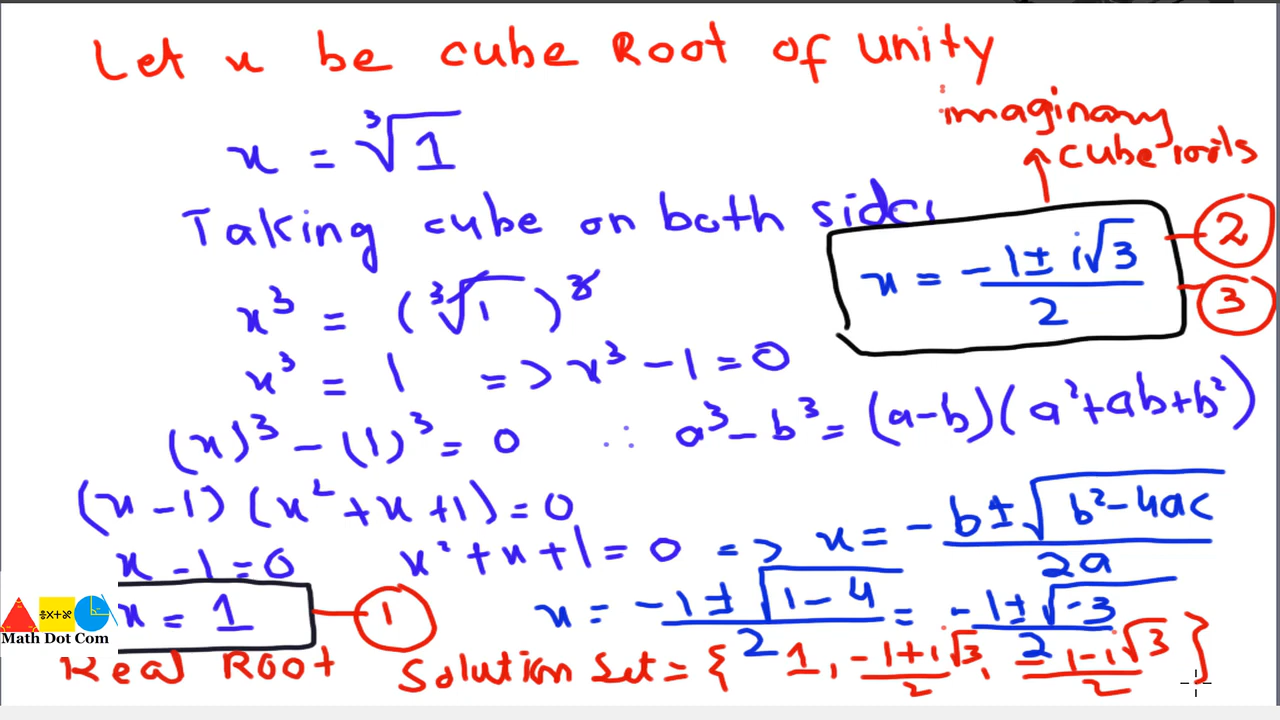 Let x be cube Root of unity
x = ∛1
imaginary
cube roots
Taking cube on both sides
x = (-1 ± i√3)/2
2
3
x³ = (∛1)³
x³ = 1 => x³ - 1 = 0
(x)³ - (1)³ = 0 ∴ a³ - b³ = (a-b)(a²+ab+b²)
(x-1)(x²+x+1) = 0
x - 1 = 0 x²+x+1 = 0 => x = (-b ± √(b²-4ac))/2a
x = 1
1
x = (-1 ± √(1-4))/2 = (-1 ± √-3)/2
Math Dot Com
Real Root Solution Set = {1, (-1+i√3)/2, (-1-i√3)/2}